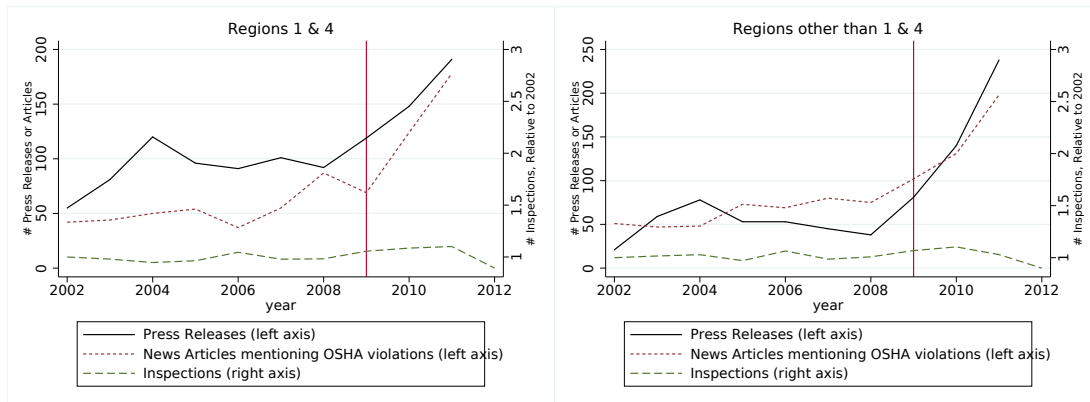 Regions 1 & 4
# Press Releases or Articles
0 50 100 150 200
# Inspections, Relative to 2002
1 1.5 2 2.5 3
2002 2004 2006 2008 2010 2012
year
Press Releases (left axis)
News Articles mentioning OSHA violations (left axis)
Inspections (right axis)
Regions other than 1 & 4
# Press Releases or Articles
0 50 100 150 200 250
# Inspections, Relative to 2002
1 1.5 2 2.5 3
2002 2004 2006 2008 2010 2012
year
Press Releases (left axis)
News Articles mentioning OSHA violations (left axis)
Inspections (right axis)